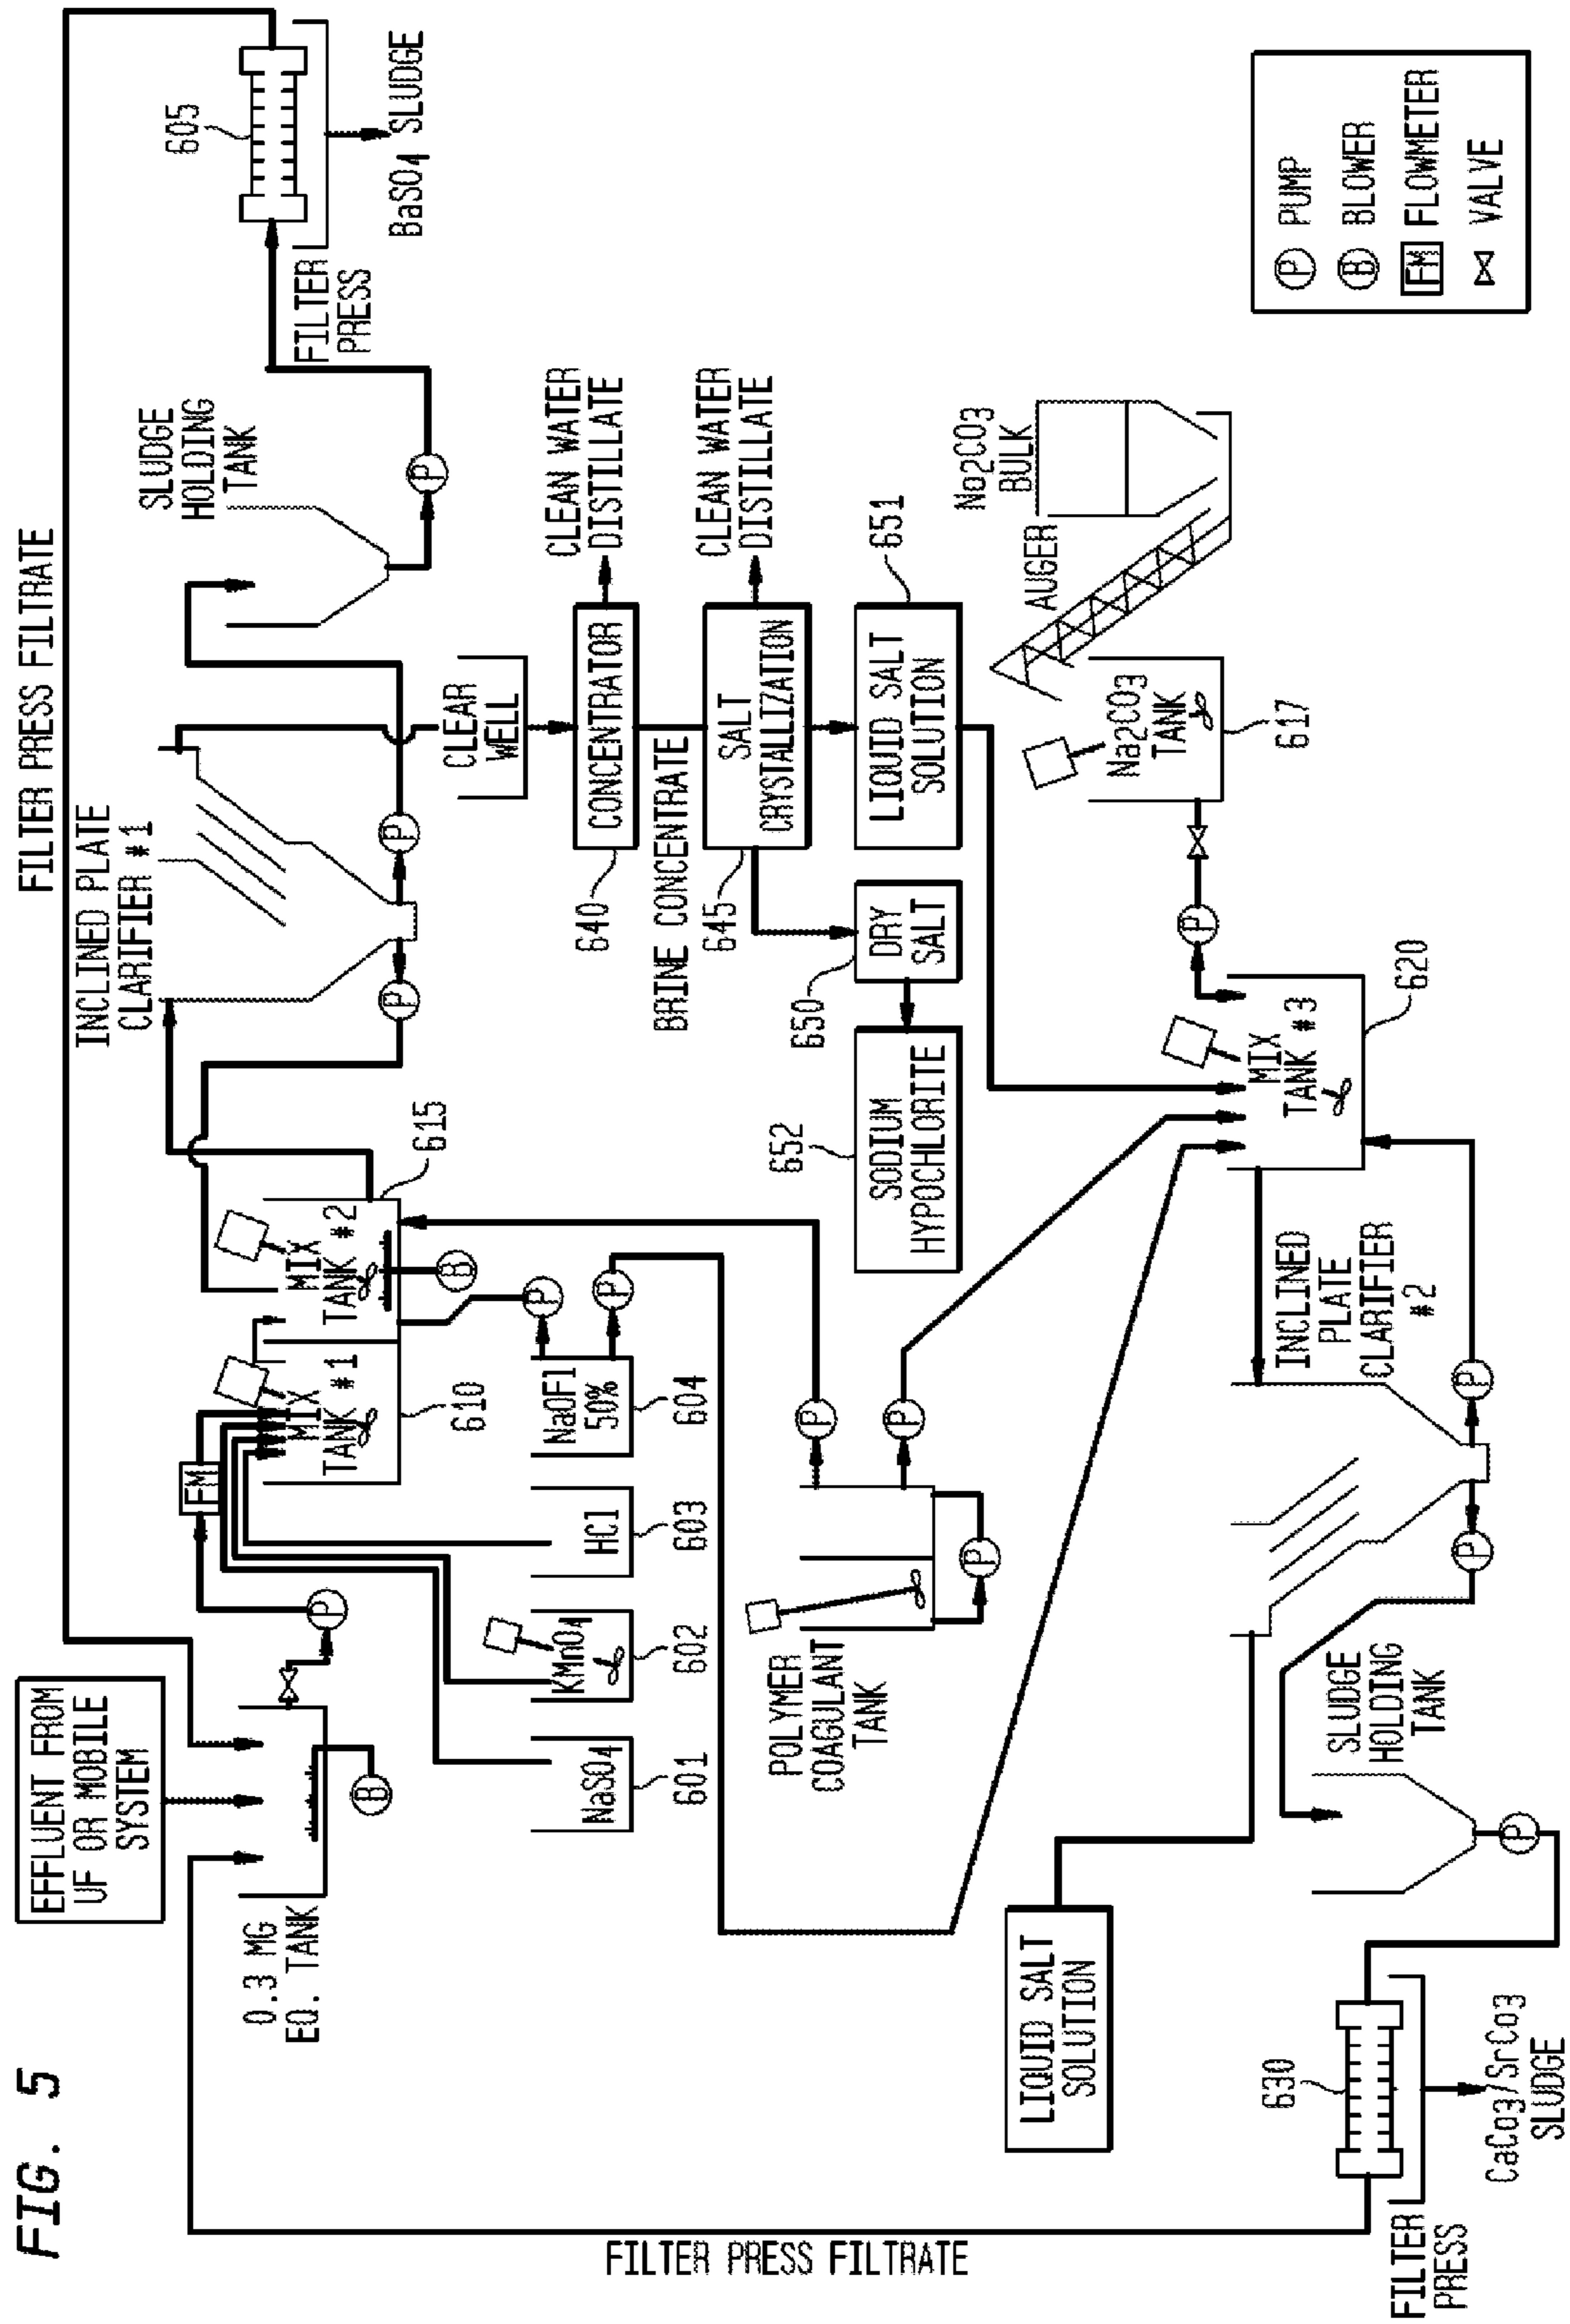 FIG. 5
EFFLUENT FROM
UF OR MOBILE
SYSTEM
FILTER PRESS FILTRATE
0.3 MG
EQ. TANK
B
P
FM
MIX
TANK #1
610
MIX
TANK #2
615
B
INCLINED PLATE
CLARIFIER #1
P
P
SLUDGE
HOLDING
TANK
P
605
FILTER
PRESS
BaSO4 SLUDGE
NaSO4
601
KMnO4
602
HCl
603
NaOFl
50%
604
P
P
CLEAR
WELL
CONCENTRATOR
640
CLEAN WATER
DISTILLATE
BRINE CONCENTRATE
SALT
CRYSTALLIZATION
645
CLEAN WATER
DISTILLATE
DRY
SALT
650
LIQUID SALT
SOLUTION
651
SODIUM
HYPOCHLORITE
652
POLYMER
COAGULANT
TANK
P
P
P
AUGER
No2CO3
BULK
Na2CO3
TANK
617
P
MIX
TANK #3
620
INCLINED
PLATE
CLARIFIER
#2
P
P
SLUDGE
HOLDING
TANK
P
LIQUID SALT
SOLUTION
630
FILTER
PRESS
CaCo3/SrCo3
SLUDGE
FILTER PRESS FILTRATE
P PUMP
B BLOWER
FM FLOWMETER
VALVE